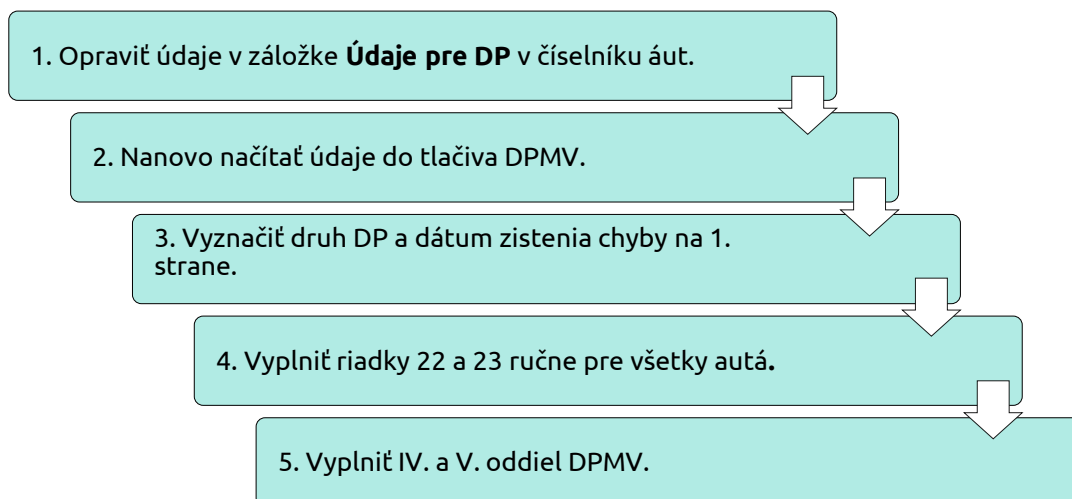 1. Opraviť údaje v záložke Údaje pre DP v číselníku áut.
2. Nanovo načítať údaje do tlačiva DPMV.
3. Vyznačiť druh DP a dátum zistenia chyby na 1.
strane.
4. Vyplniť riadky 22 a 23 ručne pre všetky autá.
5. Vyplniť IV. a V. oddiel DPMV.